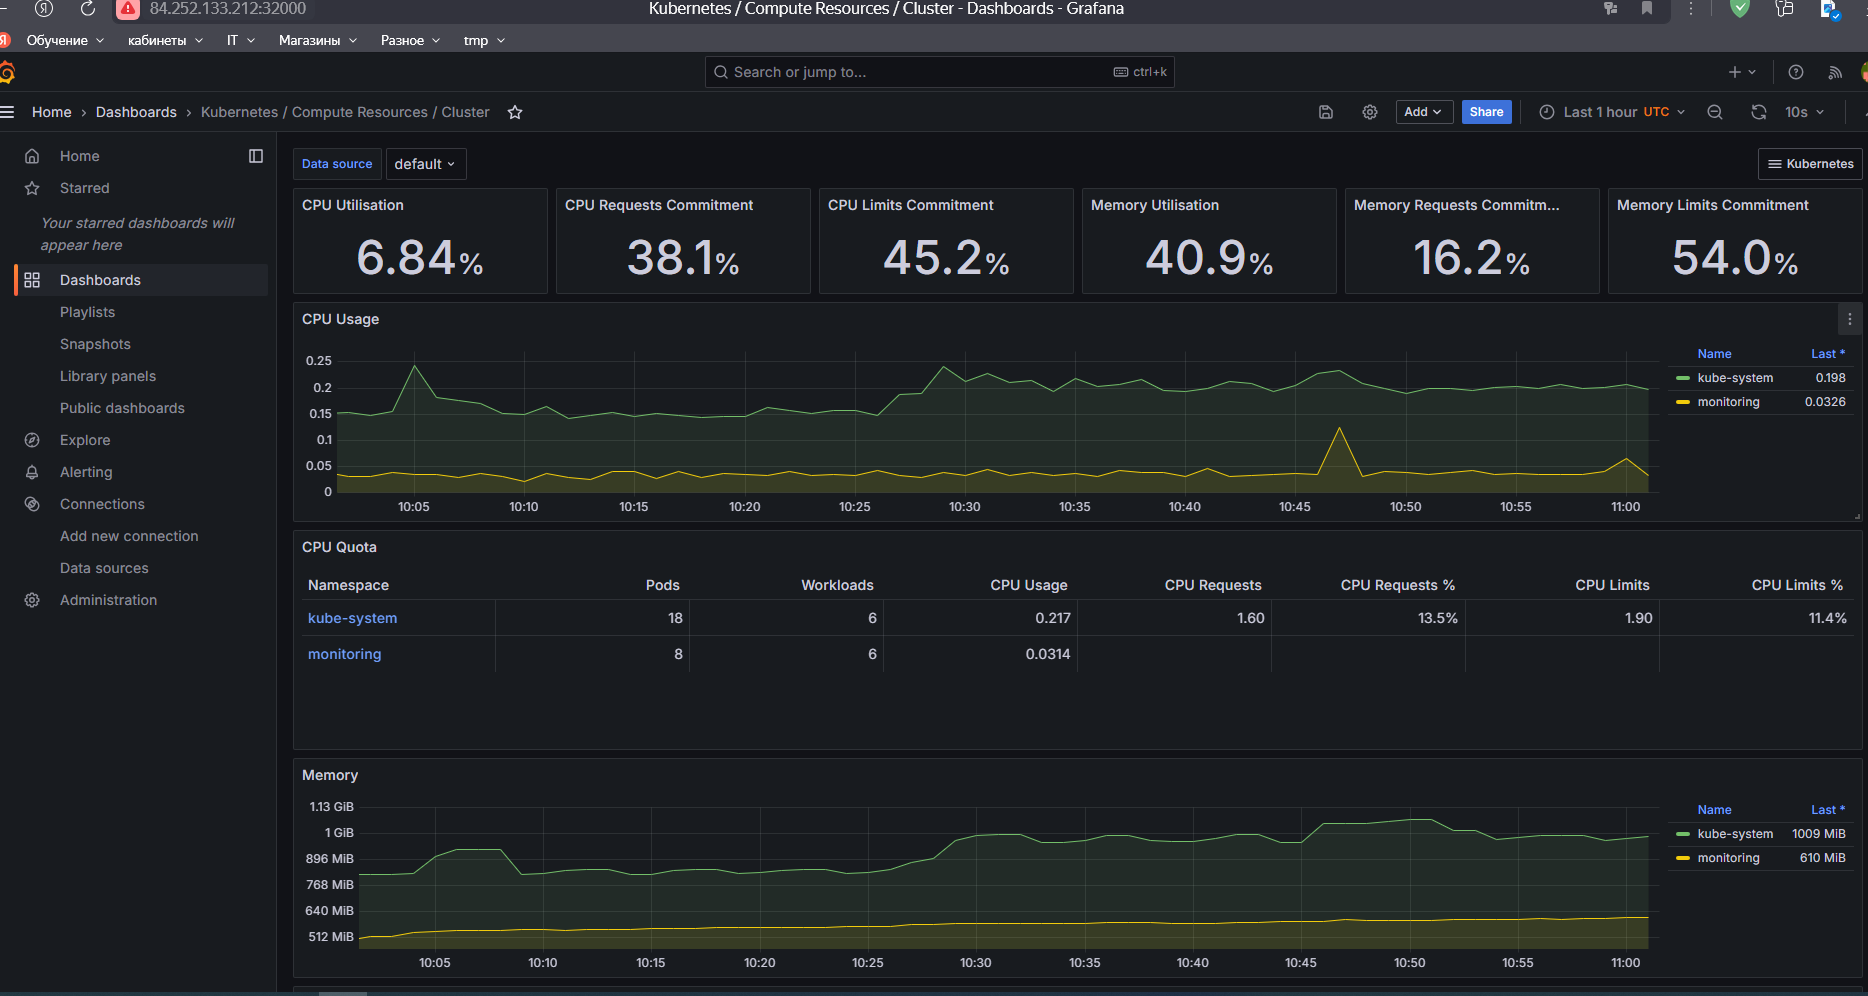 84.252.133.212:32000
Kubernetes / Compute Resources / Cluster - Dashboards - Grafana
Я
Обучение
кабинеты
IT
Магазины
Разное
tmp
Search or jump to...
ctrl+k
Home › Dashboards › Kubernetes / Compute Resources / Cluster
Add
Share
Last 1 hour UTC
10s
Home
Starred
Your starred dashboards will
appear here
Dashboards
Playlists
Snapshots
Library panels
Public dashboards
Explore
Alerting
Connections
Add new connection
Data sources
Administration
Data source
default
Kubernetes
CPU Utilisation
6.84%
CPU Requests Commitment
38.1%
CPU Limits Commitment
45.2%
Memory Utilisation
40.9%
Memory Requests Commitm...
16.2%
Memory Limits Commitment
54.0%
CPU Usage
0.25
0.2
0.15
0.1
0.05
0
10:05 10:10 10:15 10:20 10:25 10:30 10:35 10:40 10:45 10:50 10:55 11:00
Name Last *
kube-system 0.198
monitoring 0.0326
CPU Quota
Namespace Pods Workloads CPU Usage CPU Requests CPU Requests % CPU Limits CPU Limits %
kube-system 18 6 0.217 1.60 13.5% 1.90 11.4%
monitoring 8 6 0.0314
Memory
1.13 GiB
1 GiB
896 MiB
768 MiB
640 MiB
512 MiB
10:05 10:10 10:15 10:20 10:25 10:30 10:35 10:40 10:45 10:50 10:55 11:00
Name Last *
kube-system 1009 MiB
monitoring 610 MiB